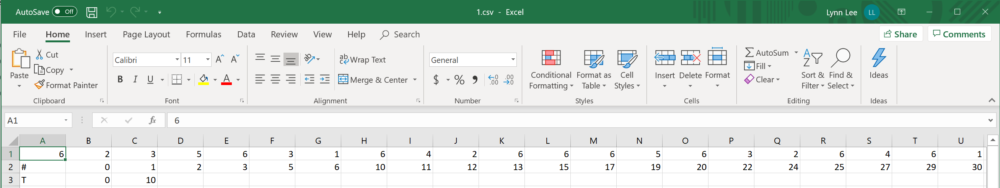 AutoSave Off 1.csv - Excel Lynn Lee LL
File Home Insert Page Layout Formulas Data Review View Help Search Share Comments
Paste Cut Copy Format Painter Clipboard
Calibri 11 A A B I U A Font
ab Wrap Text Merge & Center Alignment
General $ % , .00 .00 Number
Conditional Formatting Format as Table Cell Styles Styles
Insert Delete Format Cells
AutoSum Fill Clear Sort & Filter Find & Select Editing
Ideas Ideas
A1 fx 6
A B C D E F G H I J K L M N O P Q R S T U
1 6 2 3 5 6 3 1 6 4 2 6 6 6 5 6 3 2 6 4 6 1
2 # 0 1 2 3 5 6 10 11 12 13 15 17 19 20 22 24 25 27 29 30
3 T 0 10